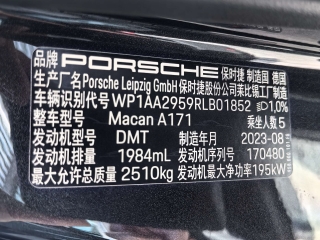 品牌 PORSCHE 保时捷 制造国 德国
生产厂名 Porsche Leipzig GmbH 保时捷股份公司莱比锡工厂制造
车辆识别代号 WP1AA2959RLB01852 D1,0%
整车型号 Macan A171 乘坐人数 5
发动机型号 DMT 制造年月 2023-08
发动机排量 1984mL 发动机序列号 170480
最大允许总质量 2510kg 发动机最大净功率 195kW